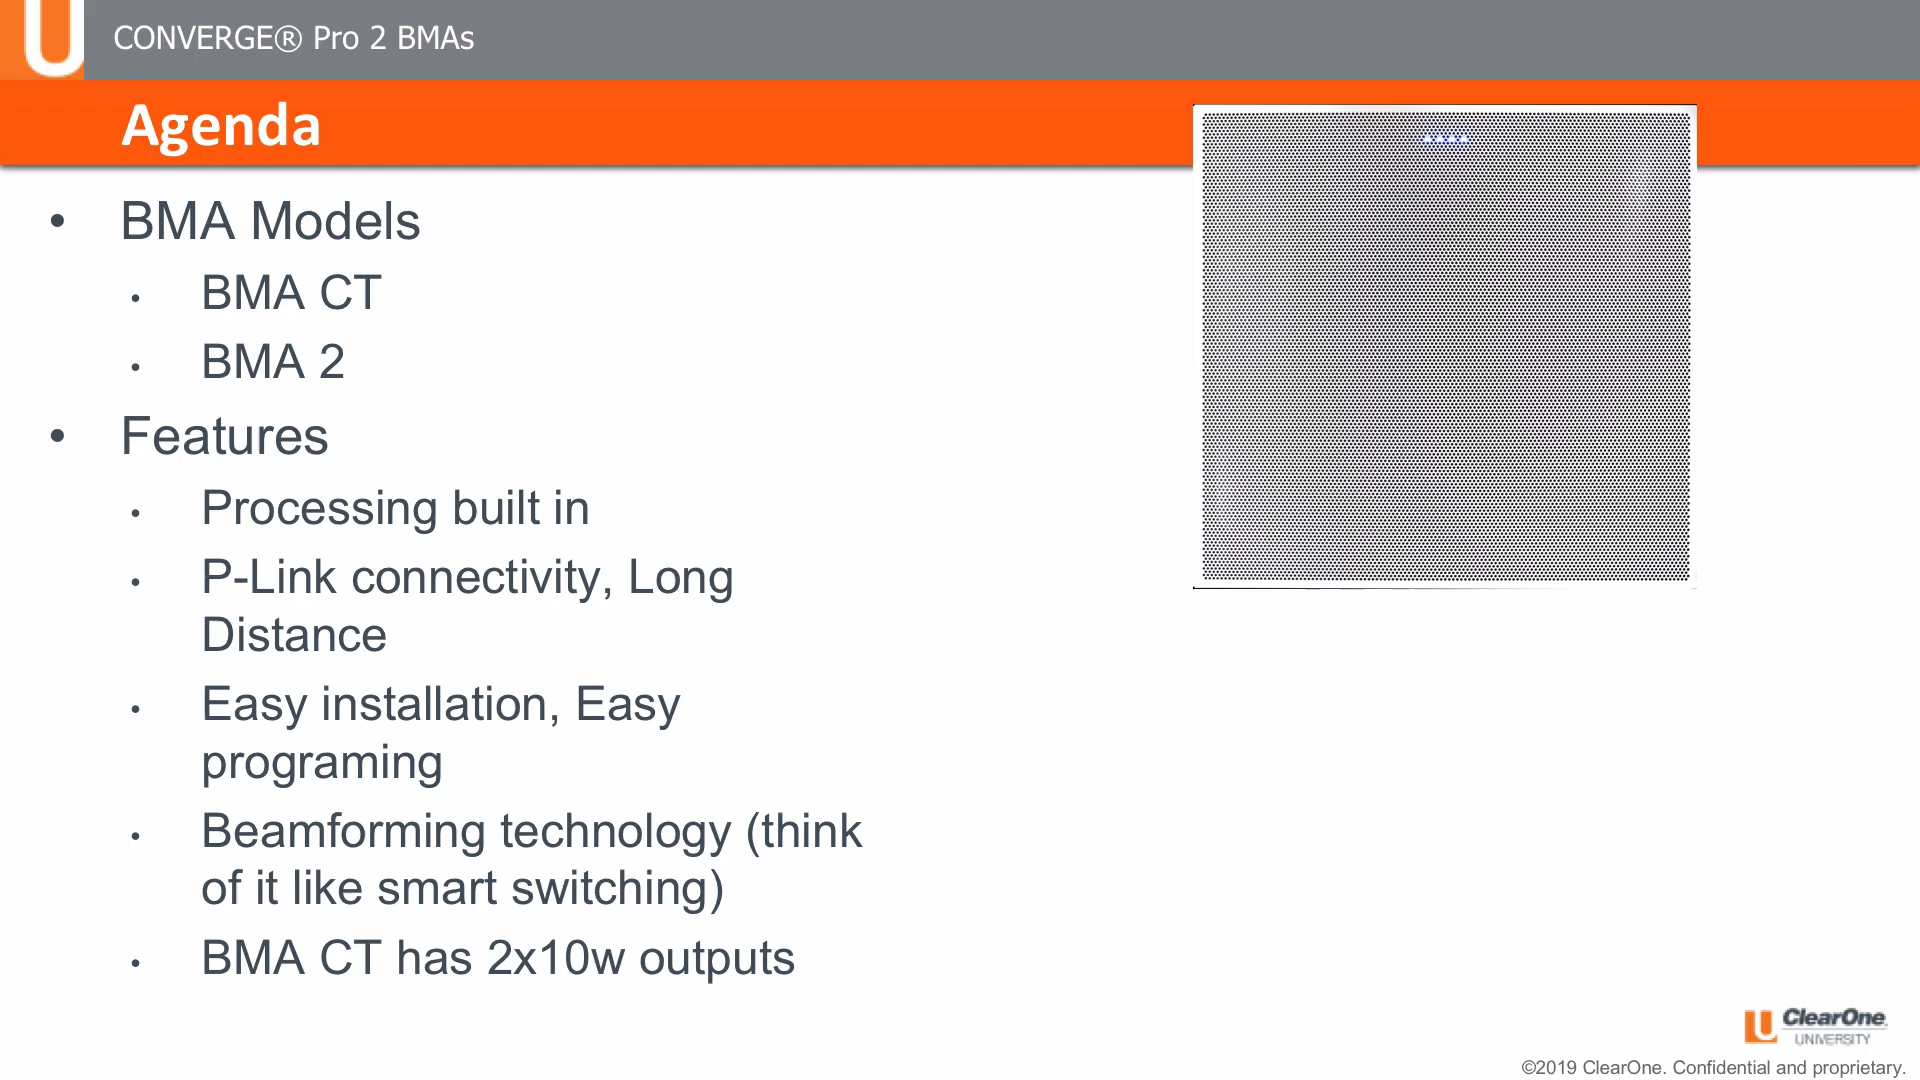 CONVERGE® Pro 2 BMAs
Agenda
• BMA Models
• BMA CT
• BMA 2
• Features
• Processing built in
• P-Link connectivity, Long
Distance
• Easy installation, Easy
programing
• Beamforming technology (think
of it like smart switching)
• BMA CT has 2x10w outputs
ClearOne
UNIVERSITY
©2019 ClearOne. Confidential and proprietary.